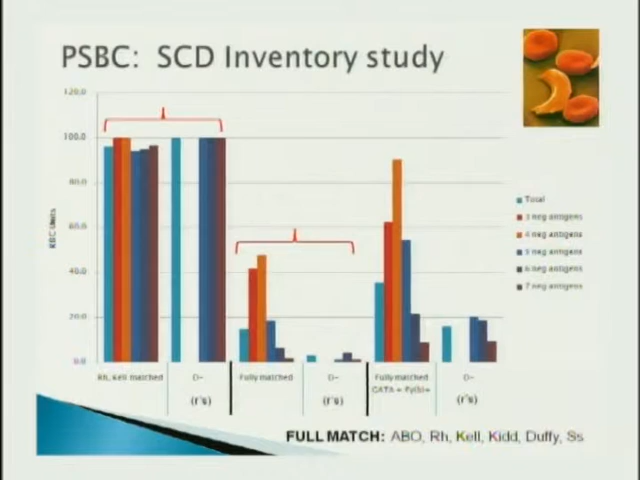 PSBC: SCD Inventory study
120.0
100.0
80.0
60.0
40.0
20.0
0.0
RBC Units
Total
3 neg antigens
4 neg antigens
5 neg antigens
6 neg antigens
7 neg antigens
Rh, Kell matched
D-
(r's)
Fully matched
D-
(r's)
Fully matched
GATA = Fy(b)+
D-
(r's)
FULL MATCH: ABO, Rh, Kell, Kidd, Duffy, Ss